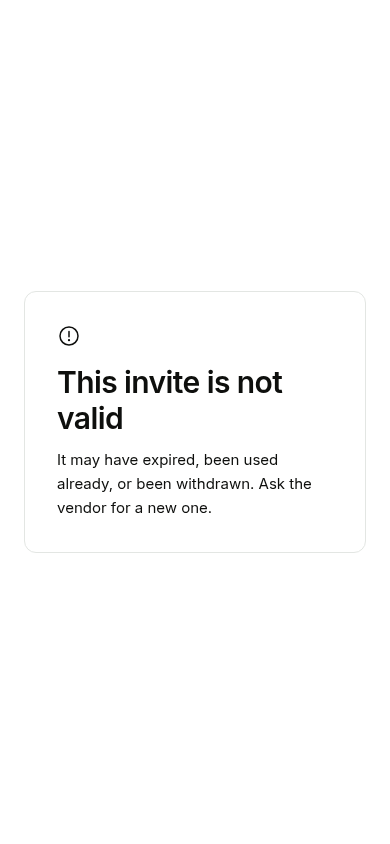 This invite is not
valid
It may have expired, been used
already, or been withdrawn. Ask the
vendor for a new one.